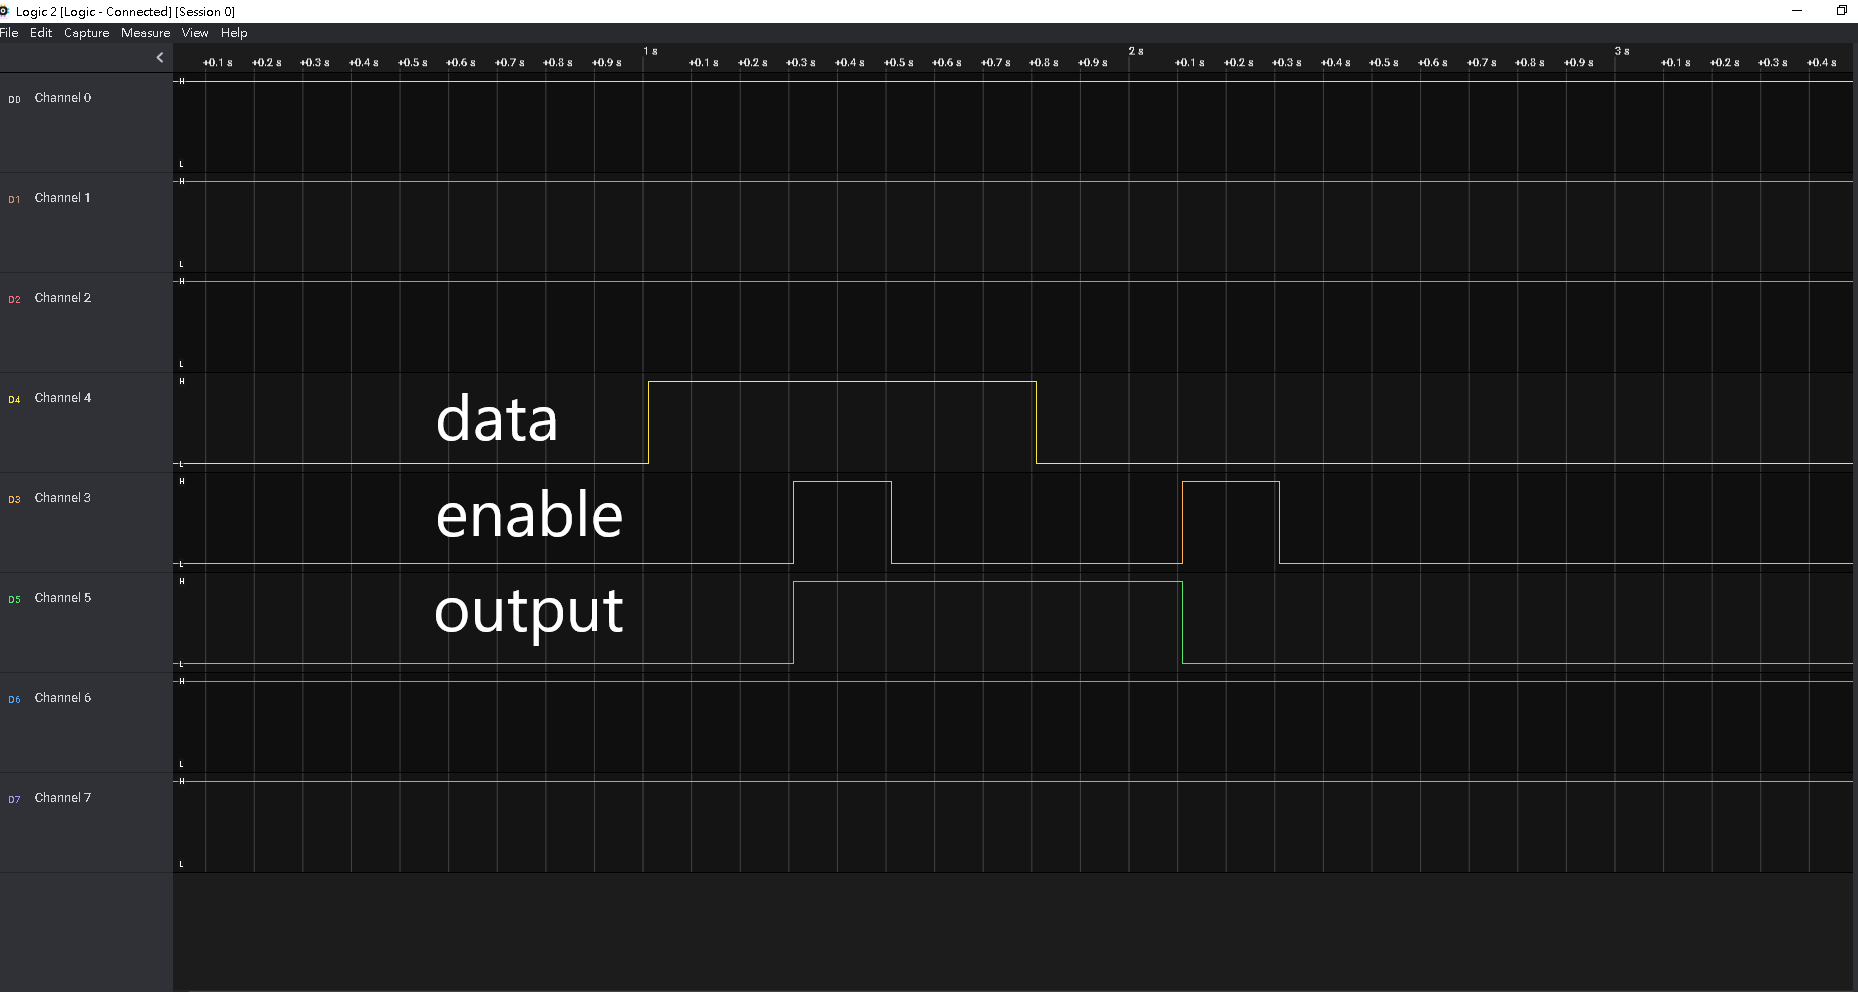 Logic 2 [Logic - Connected] [Session 0]
File Edit Capture Measure View Help
1 s 2 s 3 s
+0.1 s +0.2 s +0.3 s +0.4 s +0.5 s +0.6 s +0.7 s +0.8 s +0.9 s +0.1 s +0.2 s +0.3 s +0.4 s +0.5 s +0.6 s +0.7 s +0.8 s +0.9 s +0.1 s +0.2 s +0.3 s +0.4 s +0.5 s +0.6 s +0.7 s +0.8 s +0.9 s +0.1 s +0.2 s +0.3 s +0.4 s
H
D0 Channel 0
L
H
D1 Channel 1
L
H
D2 Channel 2
L
H
D4 Channel 4
data
L
H
D3 Channel 3
enable
L
H
D5 Channel 5
output
L
H
D6 Channel 6
L
H
D7 Channel 7
L